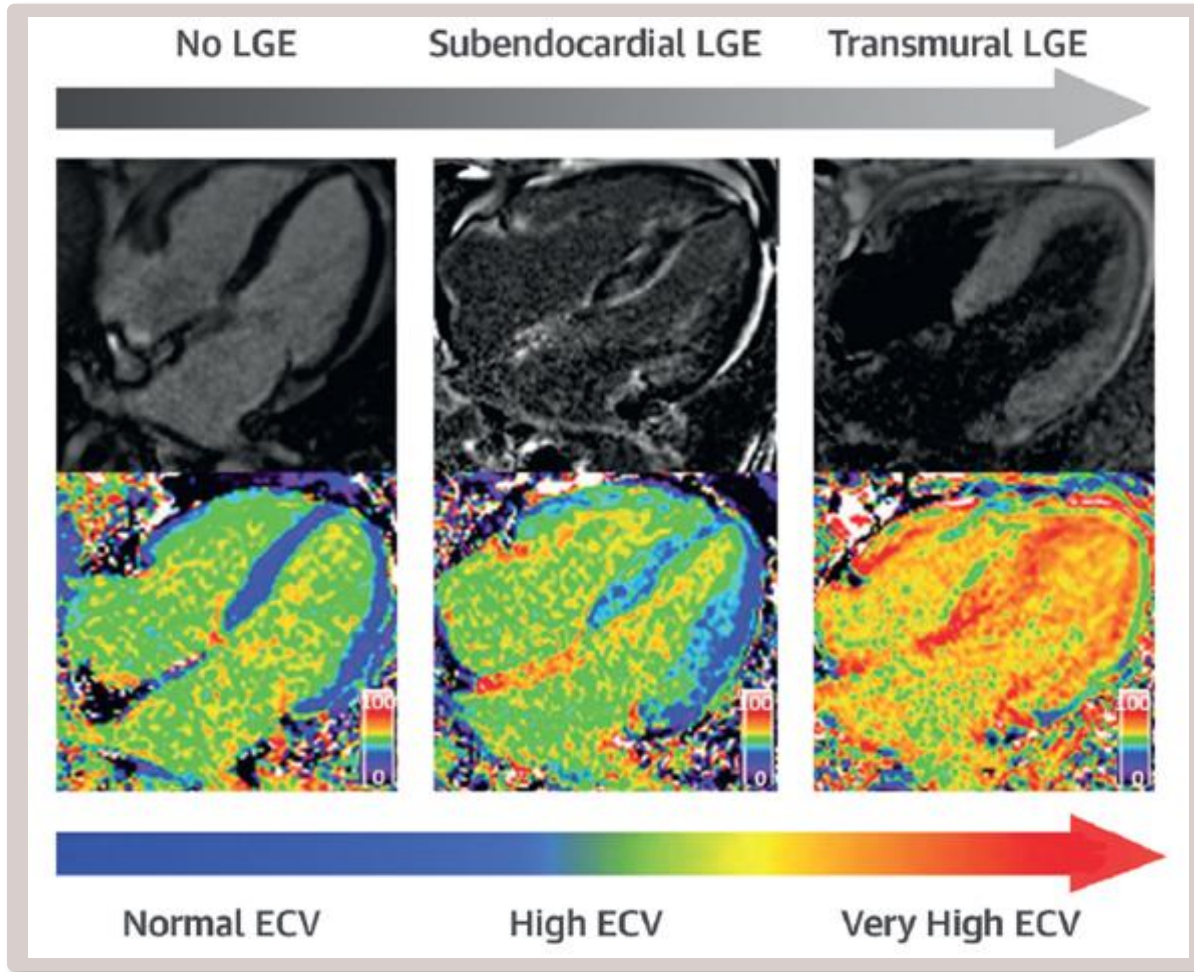 No LGE
Subendocardial LGE
Transmural LGE
100
0
100
0
100
0
Normal ECV
High ECV
Very High ECV